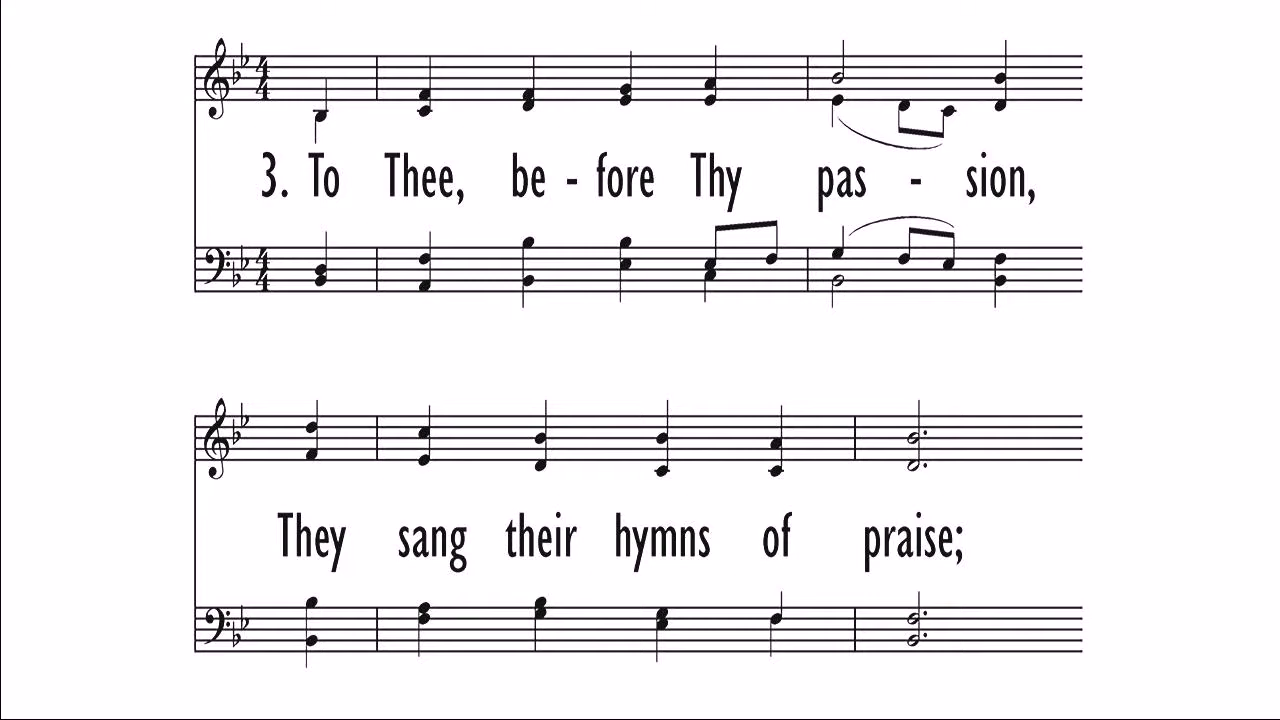 3. To Thee, be - fore Thy pas - sion,
They sang their hymns of praise;